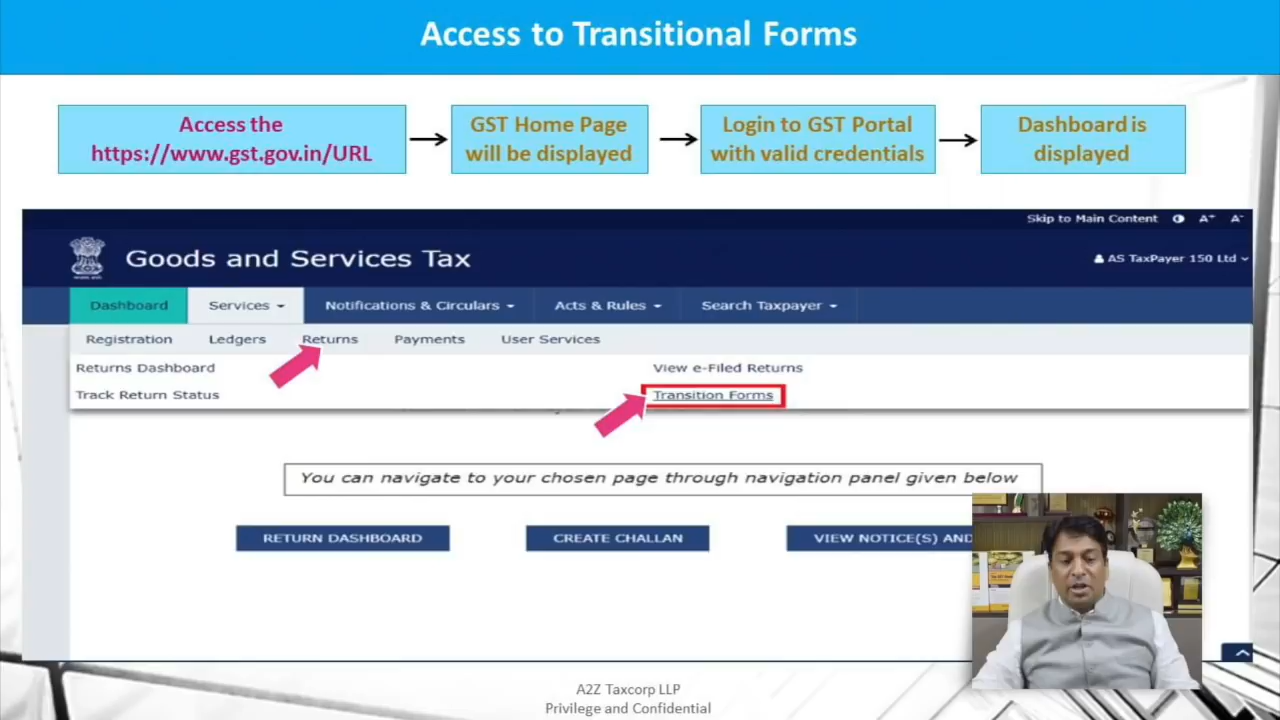 Access to Transitional Forms
Access the
https://www.gst.gov.in/URL
GST Home Page
will be displayed
Login to GST Portal
with valid credentials
Dashboard is
displayed
Skip to Main Content A+ A-
Goods and Services Tax
AS TaxPayer 150 Ltd
Dashboard Services Notifications & Circulars Acts & Rules Search Taxpayer
Registration Ledgers Returns Payments User Services
Returns Dashboard View e-Filed Returns
Track Return Status Transition Forms
You can navigate to your chosen page through navigation panel given below
RETURN DASHBOARD CREATE CHALLAN VIEW NOTICE(S) AND
A2Z Taxcorp LLP
Privilege and Confidential